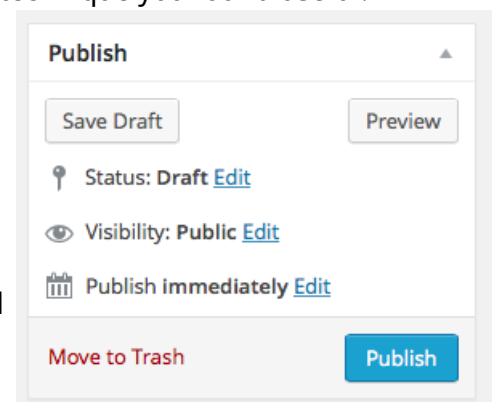 Publish
Save Draft Preview
Status: Draft Edit
Visibility: Public Edit
Publish immediately Edit
Move to Trash Publish